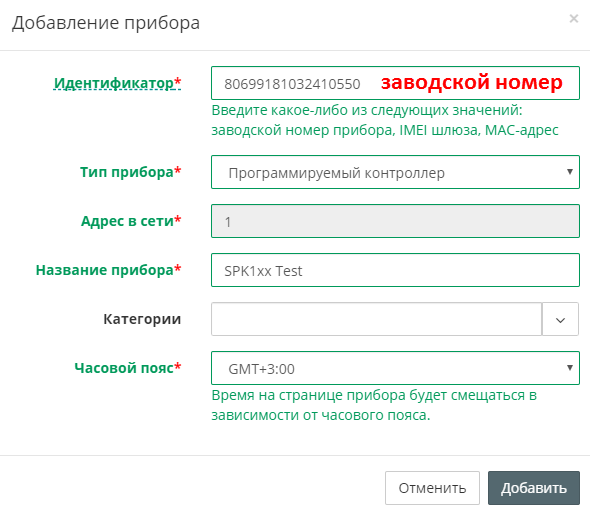 Добавление прибора
×
Идентификатор* 80699181032410550 заводской номер
Введите какое-либо из следующих значений:
заводской номер прибора, IMEI шлюза, MAC-адрес
Тип прибора* Программируемый контроллер
Адрес в сети* 1
Название прибора* SPK1xx Test
Категории
Часовой пояс* GMT+3:00
Время на странице прибора будет смещаться в
зависимости от часового пояса.
Отменить Добавить